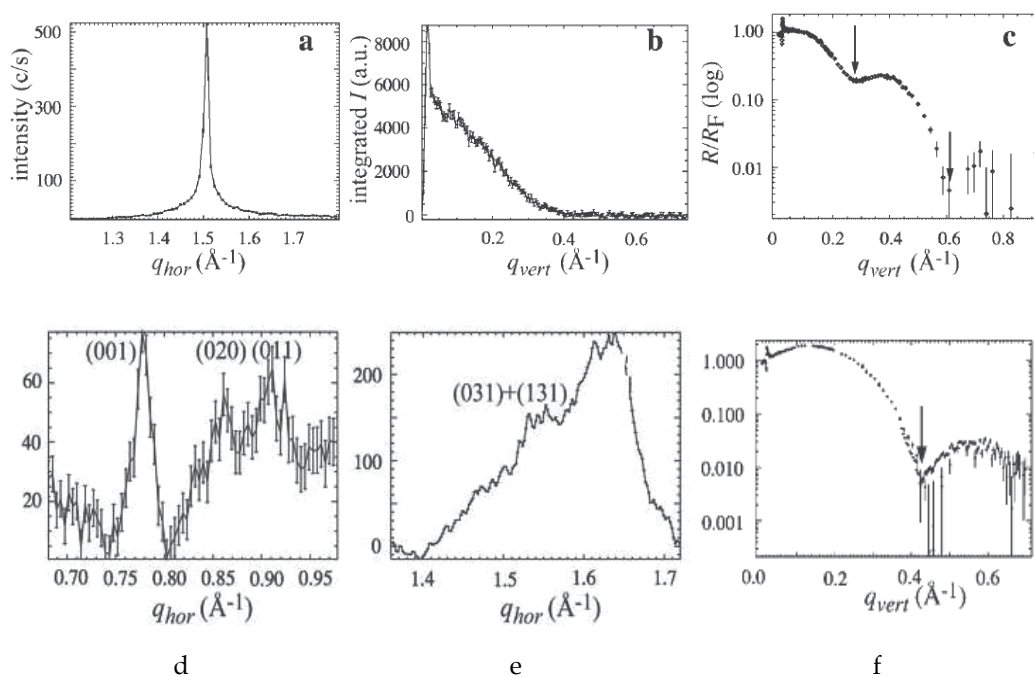 a
b
c
intensity (c/s)
500
300
100
1.3 1.4 1.5 1.6 1.7
q_hor (Å-1)
integrated I (a.u.)
8000
6000
4000
2000
0
0.2 0.4 0.6
q_vert (Å-1)
R/R_F (log)
1.00
0.10
0.01
0 0.2 0.4 0.6 0.8
q_vert (Å-1)
(001) (020) (011)
60
40
20
0.70 0.75 0.80 0.85 0.90 0.95
q_hor (Å-1)
d
(031)+(131)
200
100
0
1.4 1.5 1.6 1.7
q_hor (Å-1)
e
1.000
0.100
0.010
0.001
0.0 0.2 0.4 0.6
q_vert (Å-1)
f